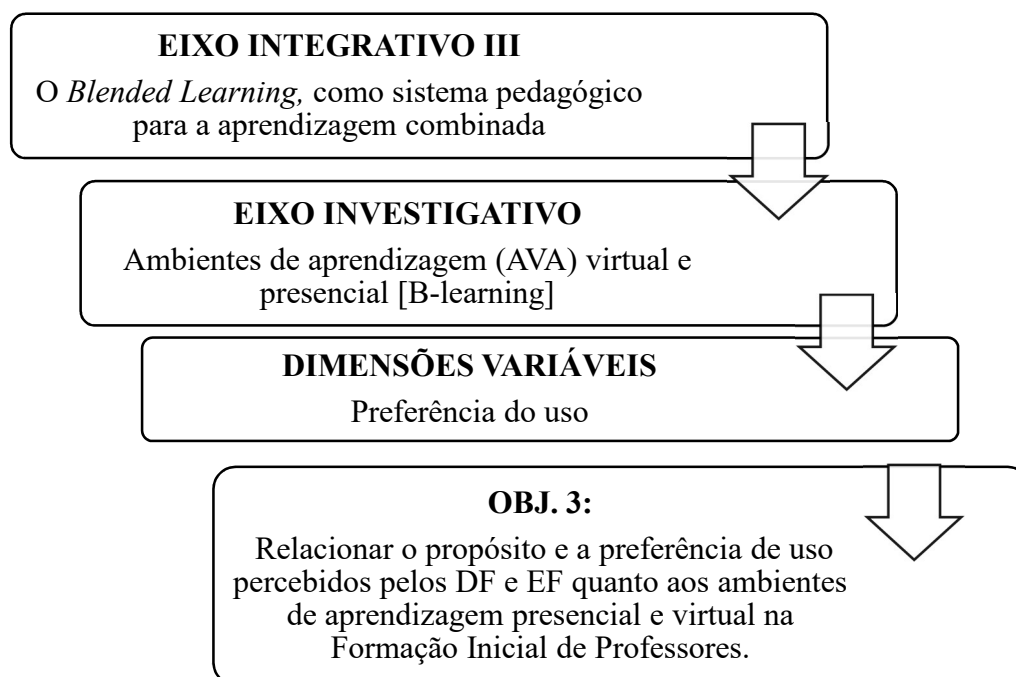 EIXO INTEGRATIVO III
O Blended Learning, como sistema pedagógico
para a aprendizagem combinada
EIXO INVESTIGATIVO
Ambientes de aprendizagem (AVA) virtual e
presencial [B-learning]
DIMENSÕES VARIÁVEIS
Preferência do uso
OBJ. 3:
Relacionar o propósito e a preferência de uso
percebidos pelos DF e EF quanto aos ambientes
de aprendizagem presencial e virtual na
Formação Inicial de Professores.